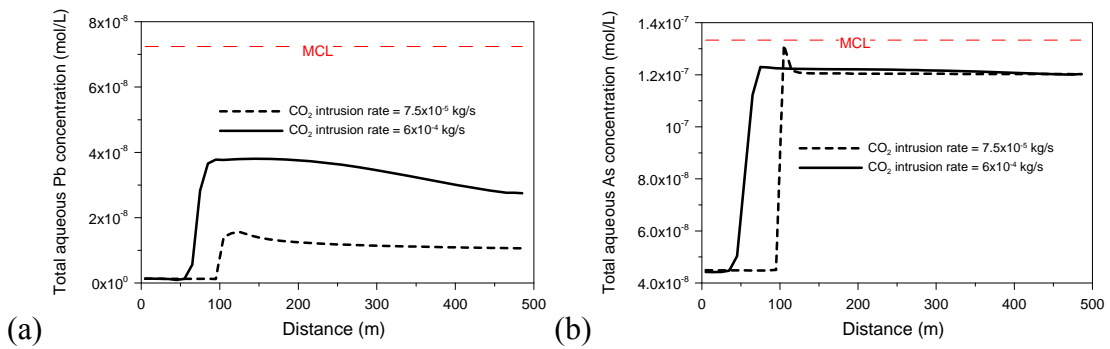 Total aqueous Pb concentration (mol/L)
8x10⁻⁸
6x10⁻⁸
4x10⁻⁸
2x10⁻⁸
0x10⁰
MCL
CO₂ intrusion rate = 7.5x10⁻⁵ kg/s
CO₂ intrusion rate = 6x10⁻⁴ kg/s
0 100 200 300 400 500
Distance (m)
(a)
Total aqueous As concentration (mol/L)
1.4x10⁻⁷
1.2x10⁻⁷
10⁻⁷
8.0x10⁻⁸
6.0x10⁻⁸
4.0x10⁻⁸
MCL
CO₂ intrusion rate = 7.5x10⁻⁵ kg/s
CO₂ intrusion rate = 6x10⁻⁴ kg/s
0 100 200 300 400 500
Distance (m)
(b)